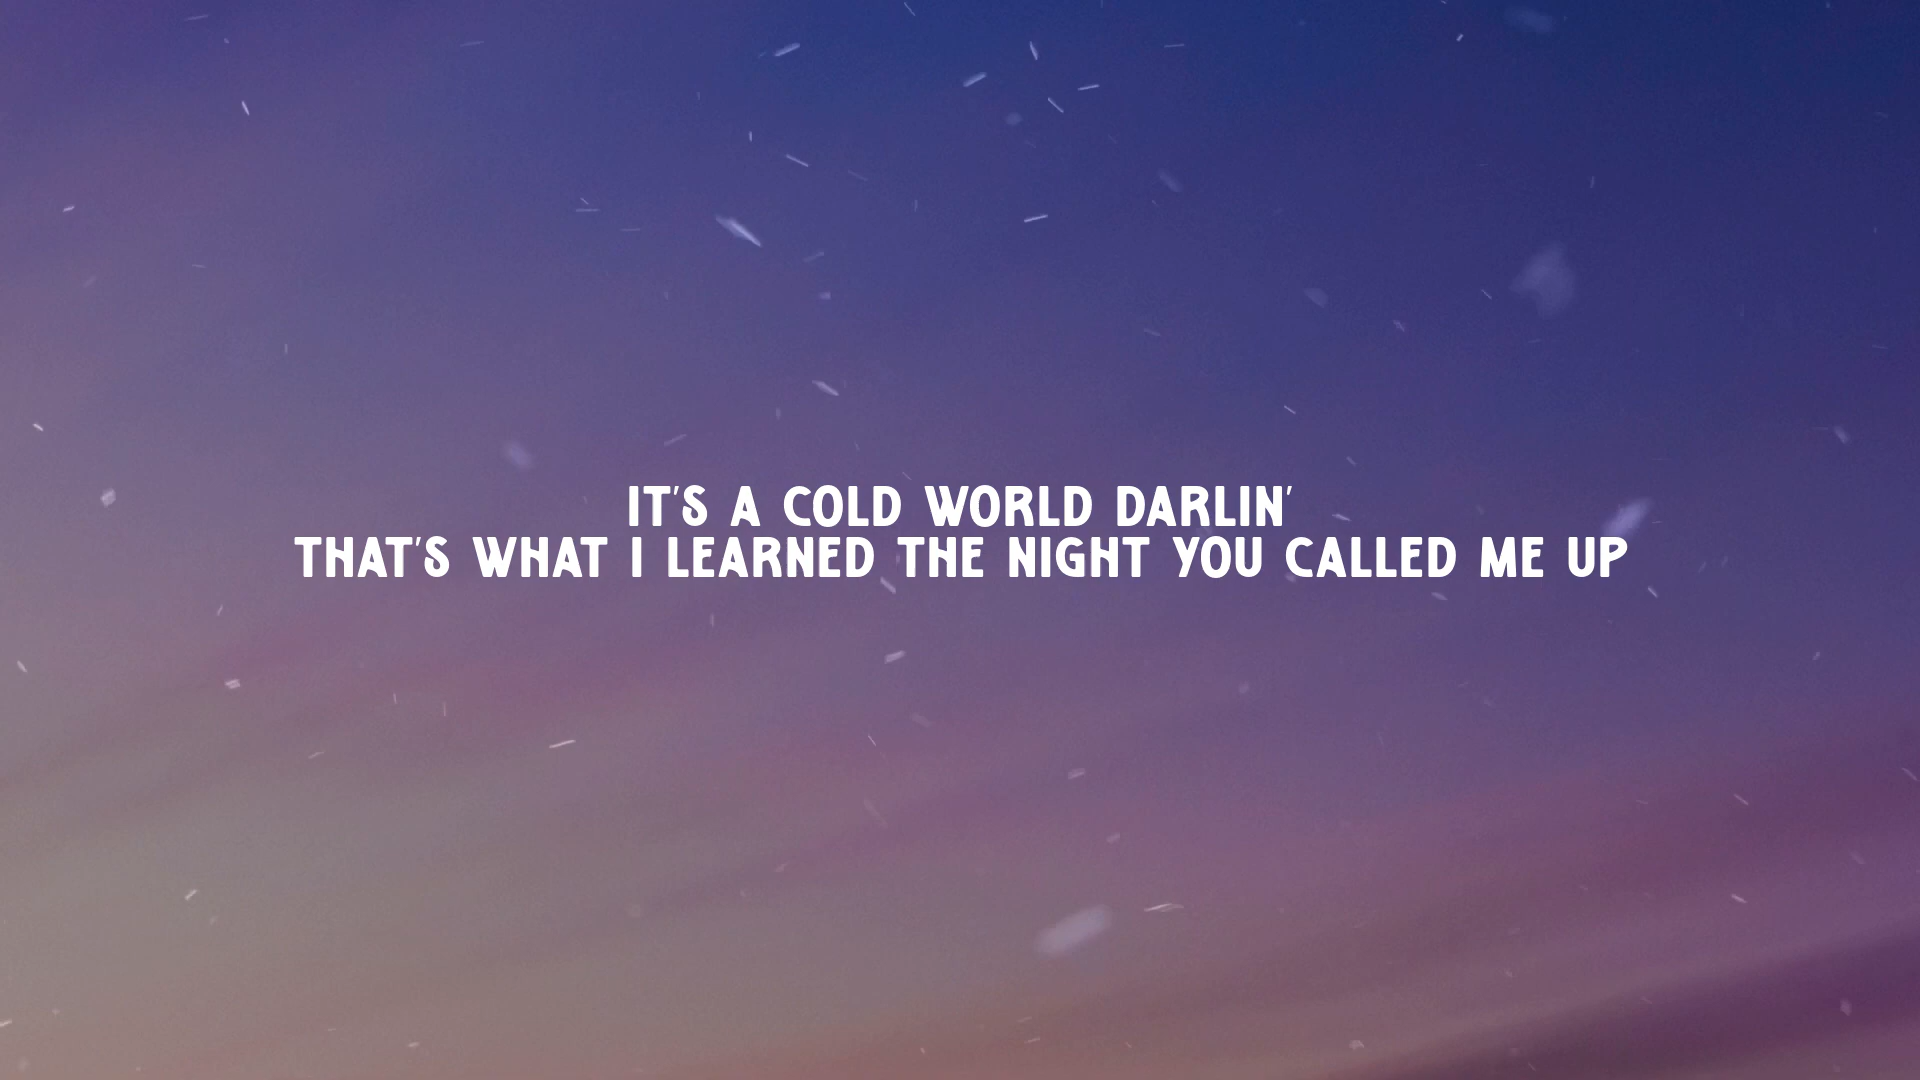 IT'S A COLD WORLD DARLIN'
THAT'S WHAT I LEARNED THE NIGHT YOU CALLED ME UP